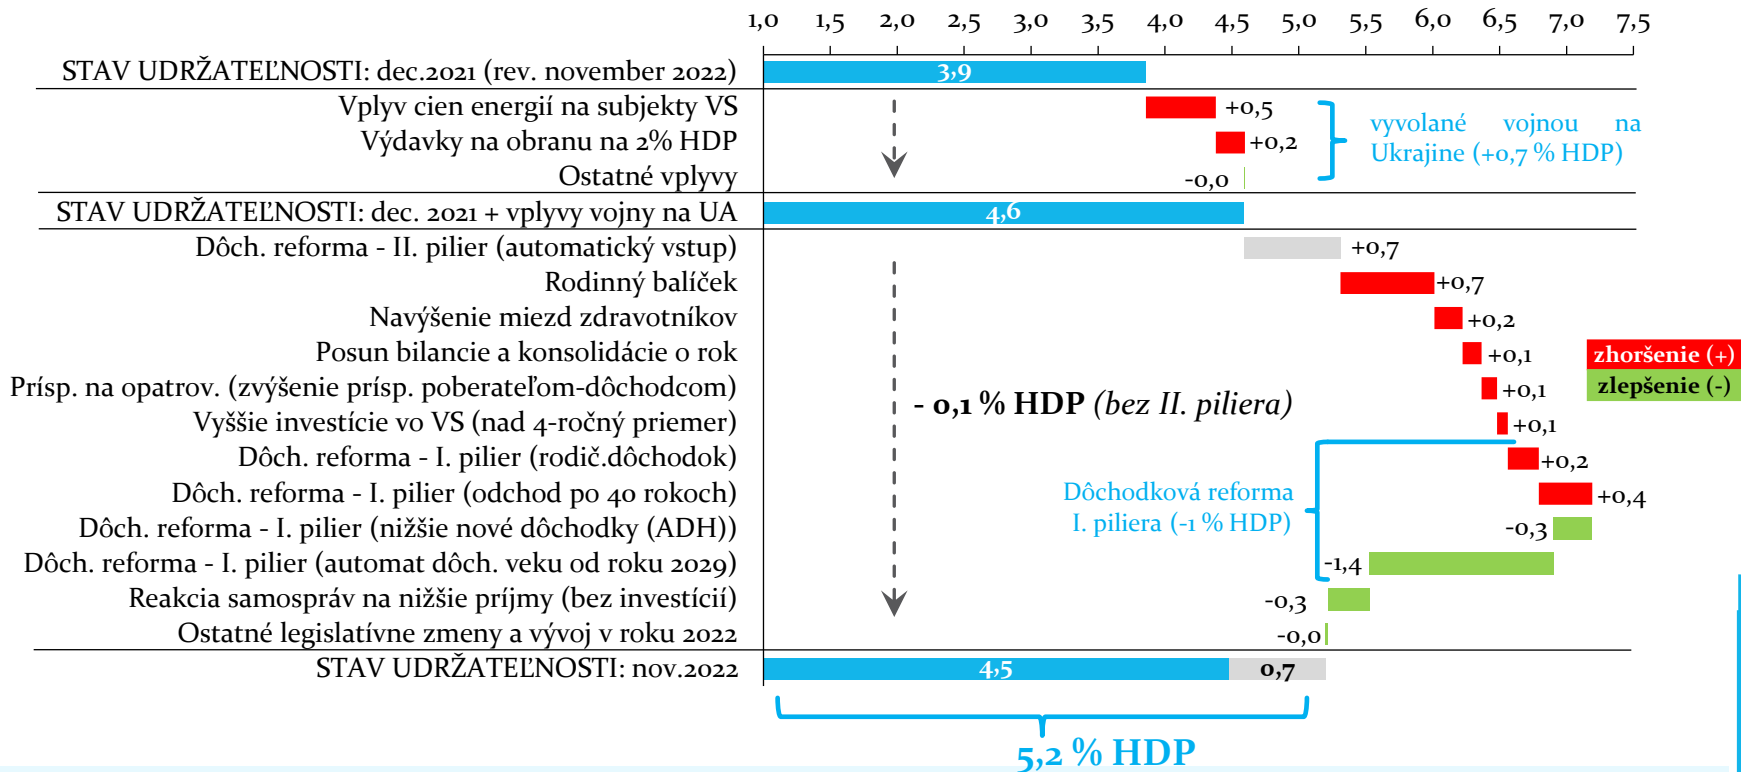 1,0 1,5 2,0 2,5 3,0 3,5 4,0 4,5 5,0 5,5 6,0 6,5 7,0 7,5
STAV UDRŽATEĽNOSTI: dec.2021 (rev. november 2022) 3,9
Vplyv cien energií na subjekty VS +0,5
Výdavky na obranu na 2% HDP +0,2
Ostatné vplyvy -0,0
vyvolané vojnou na
Ukrajine (+0,7 % HDP)
STAV UDRŽATEĽNOSTI: dec. 2021 + vplyvy vojny na UA 4,6
Dôch. reforma - II. pilier (automatický vstup) +0,7
Rodinný balíček +0,7
Navýšenie miezd zdravotníkov +0,2
Posun bilancie a konsolidácie o rok +0,1
zhoršenie (+)
Prísp. na opatrov. (zvýšenie prísp. poberateľom-dôchodcom) +0,1
zlepšenie (-)
- 0,1 % HDP (bez II. piliera)
Vyššie investície vo VS (nad 4-ročný priemer) +0,1
Dôch. reforma - I. pilier (rodič.dôchodok) +0,2
Dôch. reforma - I. pilier (odchod po 40 rokoch) +0,4
Dôchodková reforma
I. piliera (-1 % HDP)
Dôch. reforma - I. pilier (nižšie nové dôchodky (ADH)) -0,3
Dôch. reforma - I. pilier (automat dôch. veku od roku 2029) -1,4
Reakcia samospráv na nižšie príjmy (bez investícií) -0,3
Ostatné legislatívne zmeny a vývoj v roku 2022 -0,0
STAV UDRŽATEĽNOSTI: nov.2022 4,5 0,7
5,2 % HDP